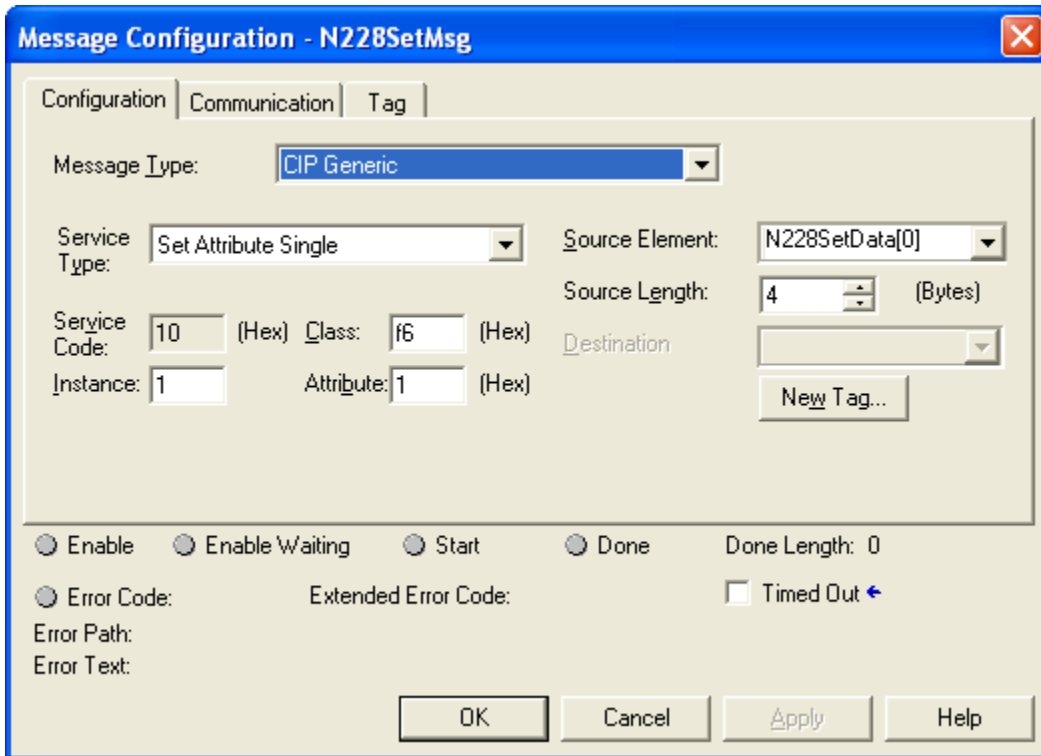 Message Configuration - N228SetMsg
Configuration Communication Tag
Message Type: CIP Generic
Service Type: Set Attribute Single Source Element: N228SetData[0]
Source Length: 4 (Bytes)
Service Code: 10 (Hex) Class: f6 (Hex) Destination
Instance: 1 Attribute: 1 (Hex) New Tag...
Enable Enable Waiting Start Done Done Length: 0
Error Code: Extended Error Code: Timed Out
Error Path:
Error Text:
OK Cancel Apply Help